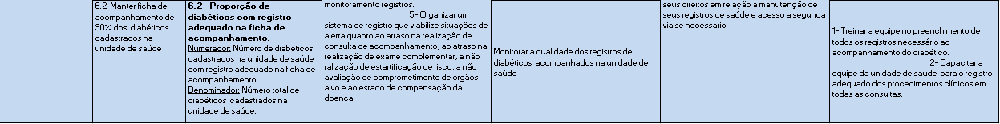 6.2 Manter ficha de
acompanhamento de
90% dos diabéticos
cadastrados na
unidade de saúde
6.2- Proporção de
diabéticos com registro
adequado na ficha de
acompanhamento.
Numerador: Número de diabéticos
cadastrados na unidade de saúde
com registro adequado na ficha de
acompanhamento.
Denominador: Número total de
diabéticos cadastrados na
unidade de saúde.
monitoramento registros.
5- Organizar um
sistema de registro que viabilize situações de
alerta quanto ao atraso na realização de
consulta de acompanhamento, ao atraso na
realização de exame complementar, a não
ralização de estartificação de risco, a não
avaliação de comprometimento de órgãos
alvo e ao estado de compensação da
doença.
Monitorar a qualidade dos registros de
diabéticos acompanhados na unidade de
saúde
seus direitos em relação a manutenção de
seus registros de saúde e acesso a segunda
via se necessário
1- Treinar a equipe no preenchimento de
todos os registros necessário ao
acompanhamento do diabético.
2- Capacitar a
equipe da unidade de saúde para o registro
adequado dos procedimentos clínicos em
todas as consultas.